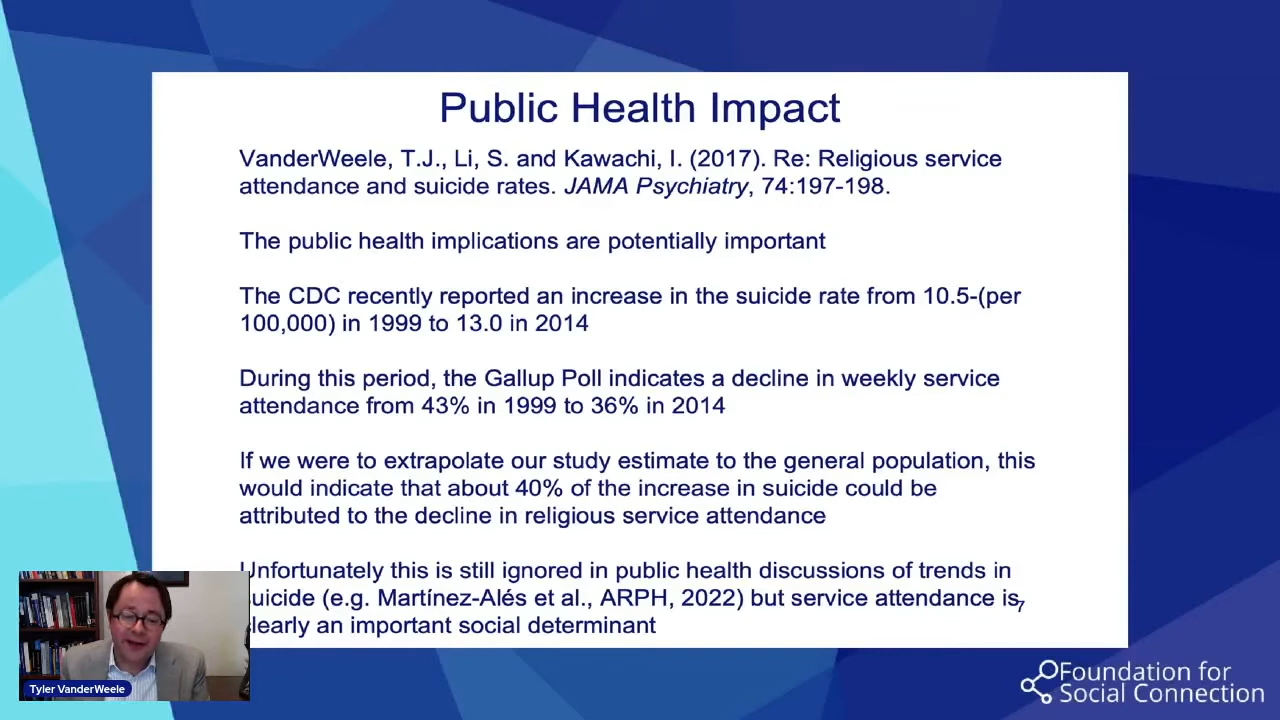 Public Health Impact
VanderWeele, T.J., Li, S. and Kawachi, I. (2017). Re: Religious service
attendance and suicide rates. JAMA Psychiatry, 74:197-198.
The public health implications are potentially important
The CDC recently reported an increase in the suicide rate from 10.5-(per
100,000) in 1999 to 13.0 in 2014
During this period, the Gallup Poll indicates a decline in weekly service
attendance from 43% in 1999 to 36% in 2014
If we were to extrapolate our study estimate to the general population, this
would indicate that about 40% of the increase in suicide could be
attributed to the decline in religious service attendance
Unfortunately this is still ignored in public health discussions of trends in
suicide (e.g. Martínez-Alés et al., ARPH, 2022) but service attendance is
7
clearly an important social determinant
Tyler VanderWeele
Foundation for
Social Connection